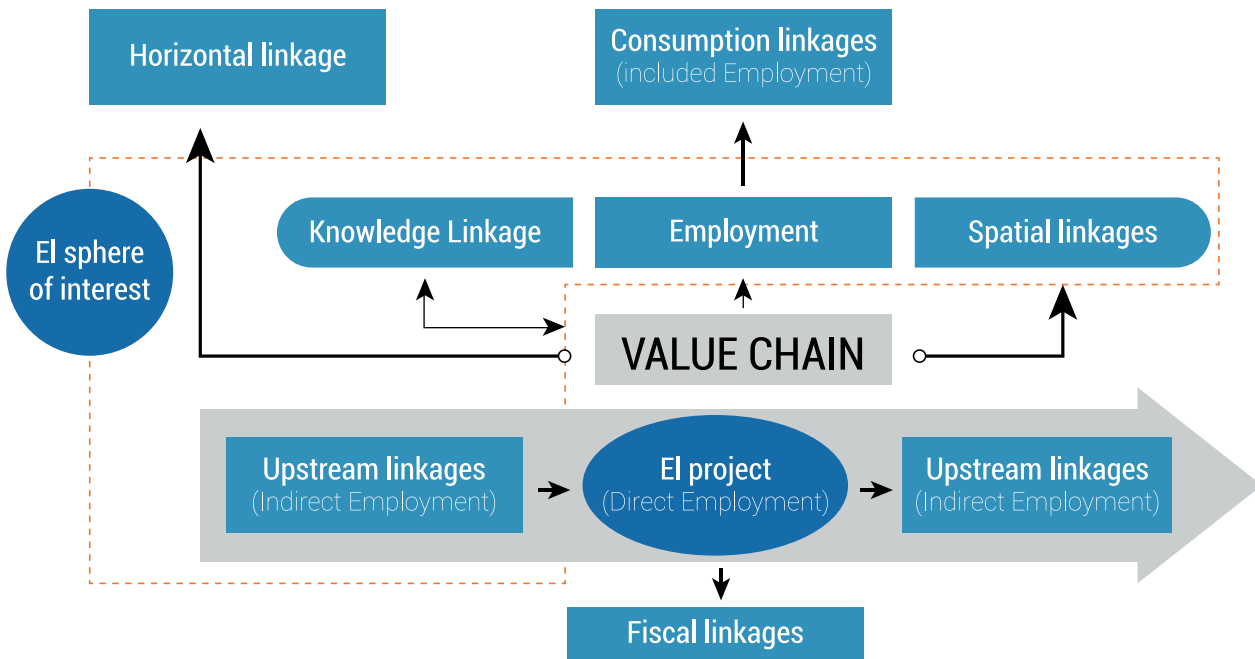 Horizontal linkage
Consumption linkages
(included Employment)
Knowledge Linkage
Employment
Spatial linkages
EI sphere
of interest
VALUE CHAIN
Upstream linkages
(Indirect Employment)
EI project
(Direct Employment)
Upstream linkages
(Indirect Employment)
Fiscal linkages